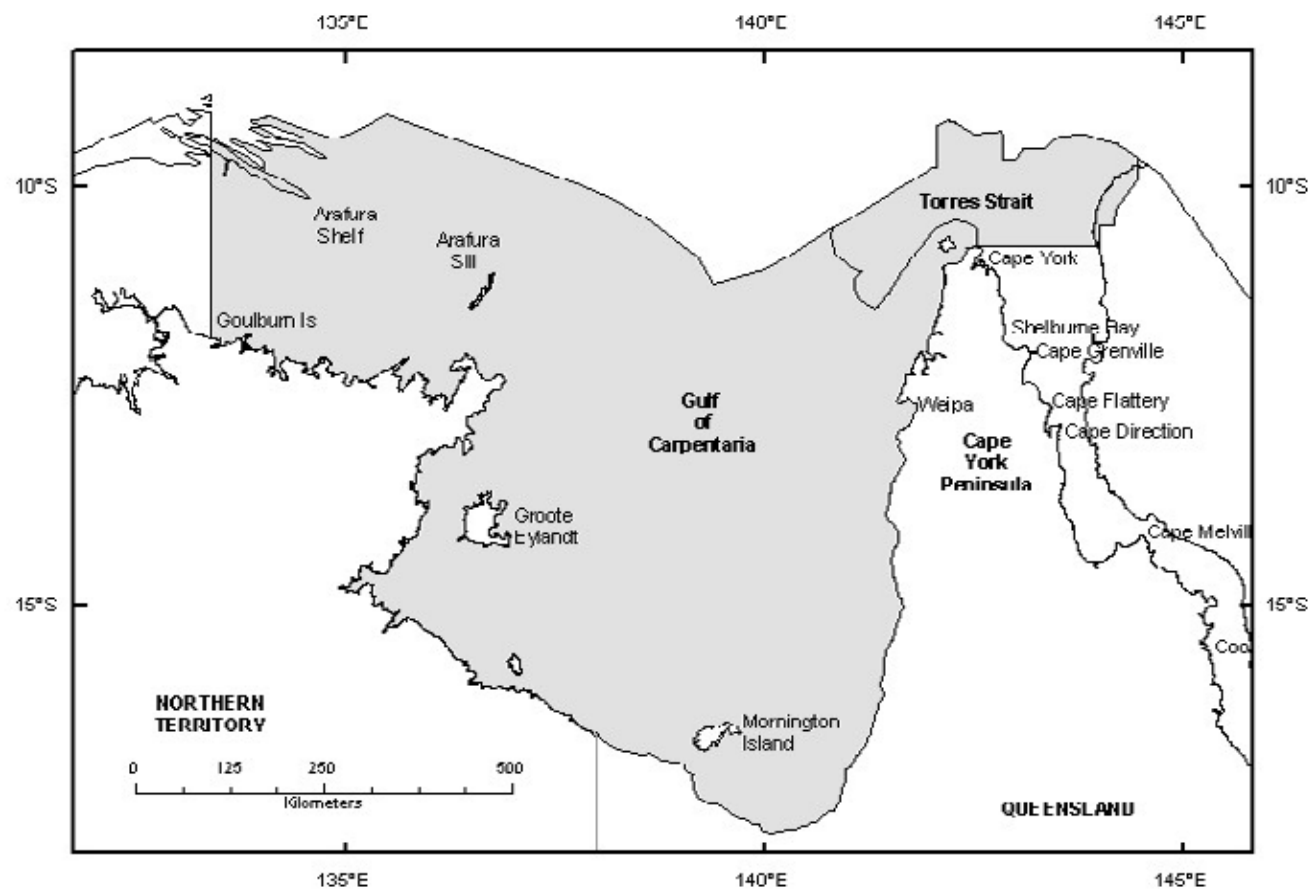 135°E 140°E 145°E
10°S 10°S
Torres Strait
Arafura
Shelf
Arafura
Sill
Cape York
Goulburn Is
Shelburne Bay
Cape Grenville
Gulf
of
Carpentaria
Weipa
Cape Flattery
Cape Direction
Cape
York
Peninsula
Groote
Eylandt
Cape Melvill
15°S 15°S
Coo
NORTHERN
TERRITORY
Mornington
Island
0 125 250 500
Kilometers
QUEENSLAND
135°E 140°E 145°E